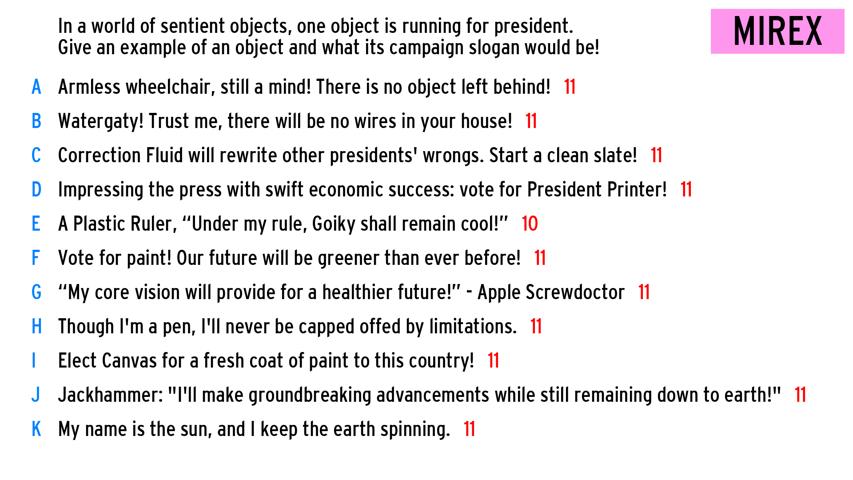 In a world of sentient objects, one object is running for president.
Give an example of an object and what its campaign slogan would be!
MIREX
A Armless wheelchair, still a mind! There is no object left behind! 11
B Watergaty! Trust me, there will be no wires in your house! 11
C Correction Fluid will rewrite other presidents' wrongs. Start a clean slate! 11
D Impressing the press with swift economic success: vote for President Printer! 11
E A Plastic Ruler, “Under my rule, Goiky shall remain cool!” 10
F Vote for paint! Our future will be greener than ever before! 11
G “My core vision will provide for a healthier future!” - Apple Screwdoctor 11
H Though I'm a pen, I'll never be capped offed by limitations. 11
I Elect Canvas for a fresh coat of paint to this country! 11
J Jackhammer: "I'll make groundbreaking advancements while still remaining down to earth!" 11
K My name is the sun, and I keep the earth spinning. 11